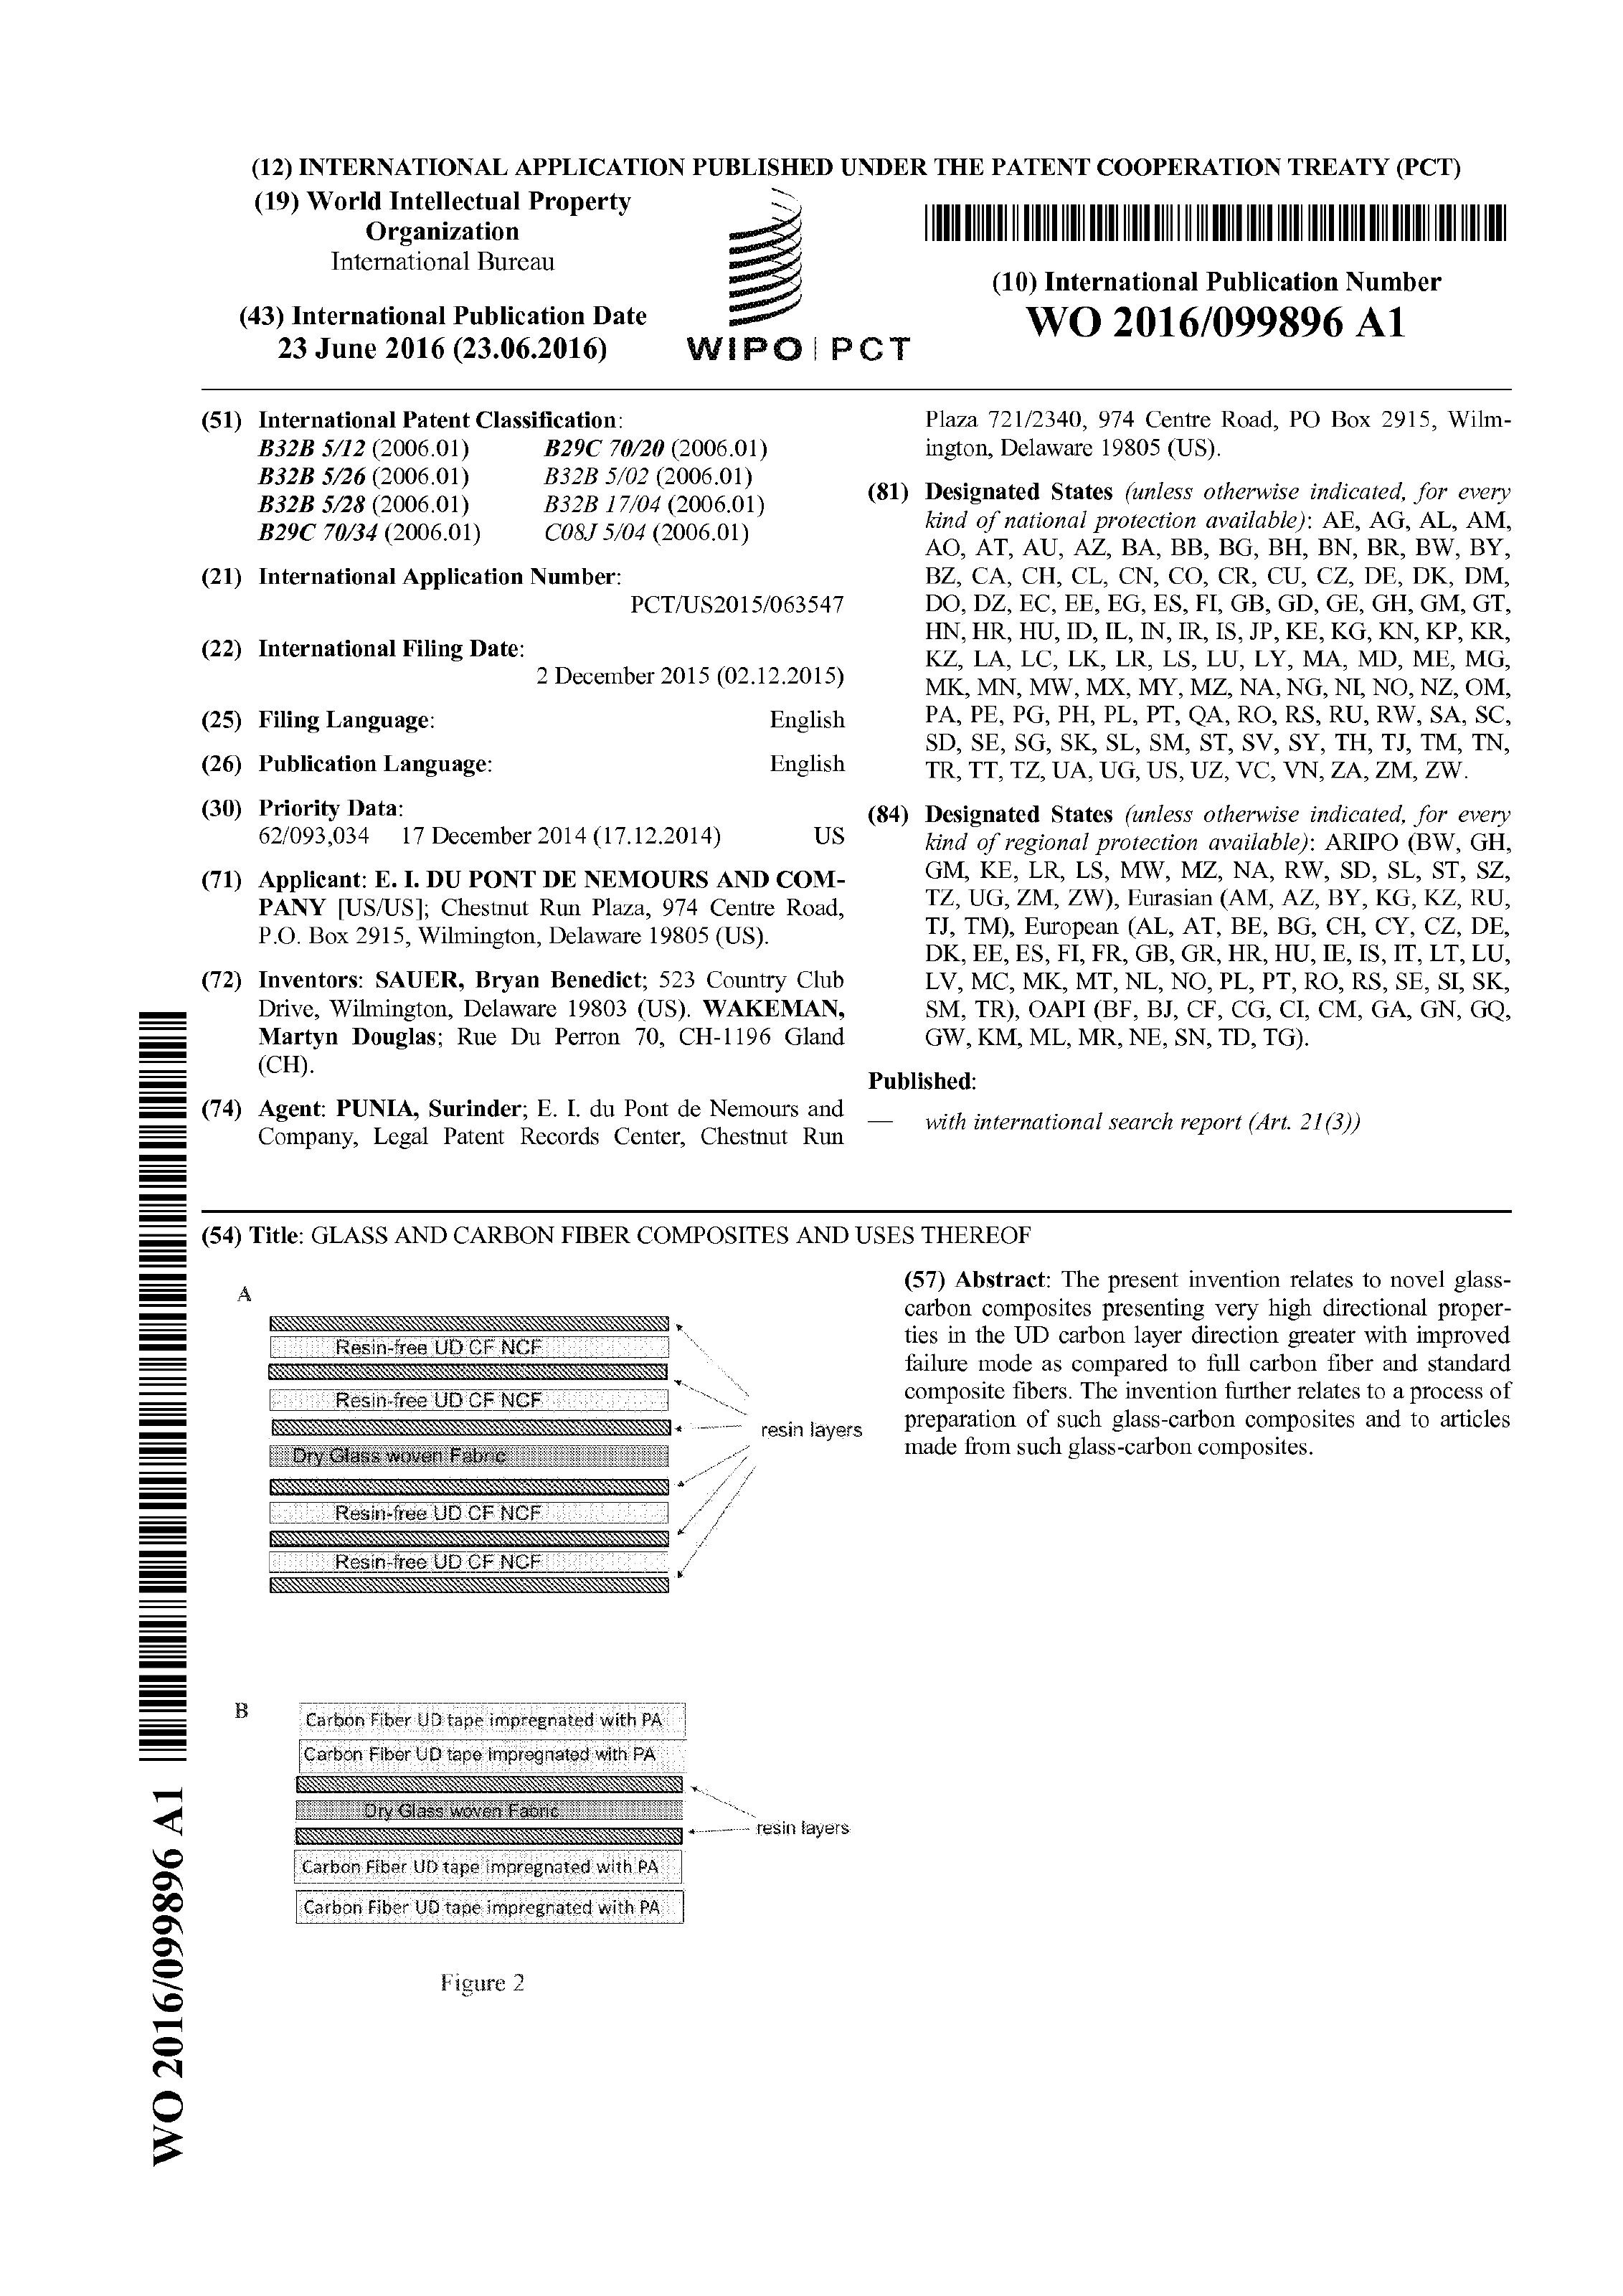 (12) INTERNATIONAL APPLICATION PUBLISHED UNDER THE PATENT COOPERATION TREATY (PCT)
(19) World Intellectual Property
Organization
International Bureau
(43) International Publication Date
23 June 2016 (23.06.2016)
WIPO | PCT
(10) International Publication Number
WO 2016/099896 A1
(51) International Patent Classification:
B32B 5/12 (2006.01) B29C 70/20 (2006.01)
B32B 5/26 (2006.01) B32B 5/02 (2006.01)
B32B 5/28 (2006.01) B32B 17/04 (2006.01)
B29C 70/34 (2006.01) C08J 5/04 (2006.01)
(21) International Application Number:
PCT/US2015/063547
(22) International Filing Date:
2 December 2015 (02.12.2015)
(25) Filing Language: English
(26) Publication Language: English
(30) Priority Data:
62/093,034 17 December 2014 (17.12.2014) US
(71) Applicant: E. I. DU PONT DE NEMOURS AND COM-
PANY [US/US]; Chestnut Run Plaza, 974 Centre Road,
P.O. Box 2915, Wilmington, Delaware 19805 (US).
(72) Inventors: SAUER, Bryan Benedict; 523 Country Club
Drive, Wilmington, Delaware 19803 (US). WAKEMAN,
Martyn Douglas; Rue Du Perron 70, CH-1196 Gland
(CH).
(74) Agent: PUNIA, Surinder; E. I. du Pont de Nemours and
Company, Legal Patent Records Center, Chestnut Run
Plaza 721/2340, 974 Centre Road, PO Box 2915, Wilm-
ington, Delaware 19805 (US).
(81) Designated States (unless otherwise indicated, for every
kind of national protection available): AE, AG, AL, AM,
AO, AT, AU, AZ, BA, BB, BG, BH, BN, BR, BW, BY,
BZ, CA, CH, CL, CN, CO, CR, CU, CZ, DE, DK, DM,
DO, DZ, EC, EE, EG, ES, FI, GB, GD, GE, GH, GM, GT,
HN, HR, HU, ID, IL, IN, IR, IS, JP, KE, KG, KN, KP, KR,
KZ, LA, LC, LK, LR, LS, LU, LY, MA, MD, ME, MG,
MK, MN, MW, MX, MY, MZ, NA, NG, NI, NO, NZ, OM,
PA, PE, PG, PH, PL, PT, QA, RO, RS, RU, RW, SA, SC,
SD, SE, SG, SK, SL, SM, ST, SV, SY, TH, TJ, TM, TN,
TR, TT, TZ, UA, UG, US, UZ, VC, VN, ZA, ZM, ZW.
(84) Designated States (unless otherwise indicated, for every
kind of regional protection available): ARIPO (BW, GH,
GM, KE, LR, LS, MW, MZ, NA, RW, SD, SL, ST, SZ,
TZ, UG, ZM, ZW), Eurasian (AM, AZ, BY, KG, KZ, RU,
TJ, TM), European (AL, AT, BE, BG, CH, CY, CZ, DE,
DK, EE, ES, FI, FR, GB, GR, HR, HU, IE, IS, IT, LT, LU,
LV, MC, MK, MT, NL, NO, PL, PT, RO, RS, SE, SI, SK,
SM, TR), OAPI (BF, BJ, CF, CG, CI, CM, GA, GN, GQ,
GW, KM, ML, MR, NE, SN, TD, TG).
Published:
— with international search report (Art. 21(3))
(54) Title: GLASS AND CARBON FIBER COMPOSITES AND USES THEREOF
A
Resin-free UD CF NCF
Resin-free UD CF NCF
resin layers
Dry Glass woven Fabric
Resin-free UD CF NCF
Resin-free UD CF NCF
B
Carbon Fiber UD tape impregnated with PA
Carbon Fiber UD tape impregnated with PA
Dry Glass woven Fabric
resin layers
Carbon Fiber UD tape impregnated with PA
Carbon Fiber UD tape impregnated with PA
Figure 2
(57) Abstract: The present invention relates to novel glass-
carbon composites presenting very high directional proper-
ties in the UD carbon layer direction greater with improved
failure mode as compared to full carbon fiber and standard
composite fibers. The invention further relates to a process of
preparation of such glass-carbon composites and to articles
made from such glass-carbon composites.
WO 2016/099896 A1